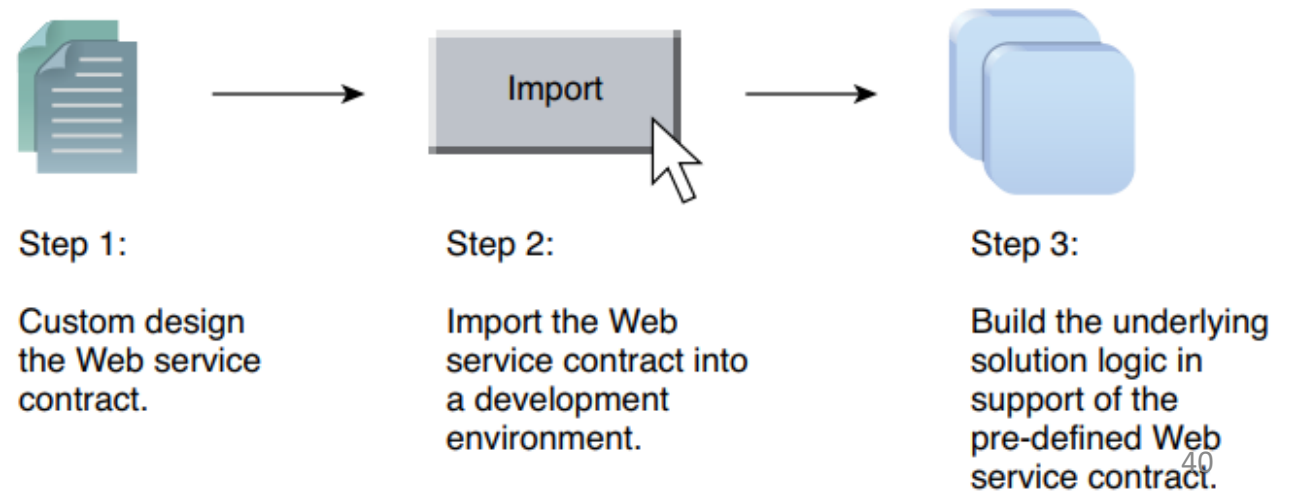 Import
Step 1:
Custom design
the Web service
contract.
Step 2:
Import the Web
service contract into
a development
environment.
Step 3:
Build the underlying
solution logic in
support of the
pre-defined Web
service contract.
40